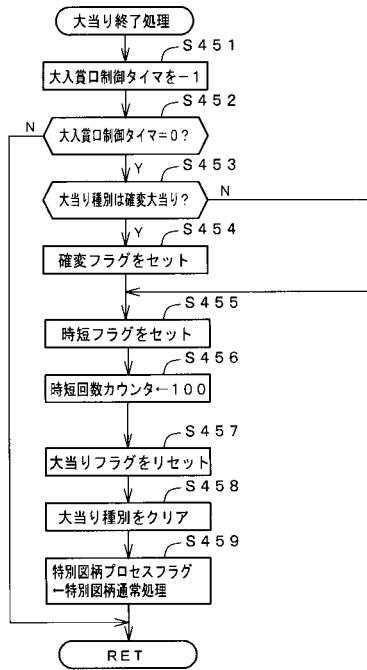 大当り終了処理
S451
大入賞口制御タイマを−1
S452
N
大入賞口制御タイマ=0?
Y
S453
大当り種別は確変大当り?
N
Y
S454
確変フラグをセット
S455
時短フラグをセット
S456
時短回数カウンタ←100
S457
大当りフラグをリセット
S458
大当り種別をクリア
S459
特別図柄プロセスフラグ
←特別図柄通常処理
RET